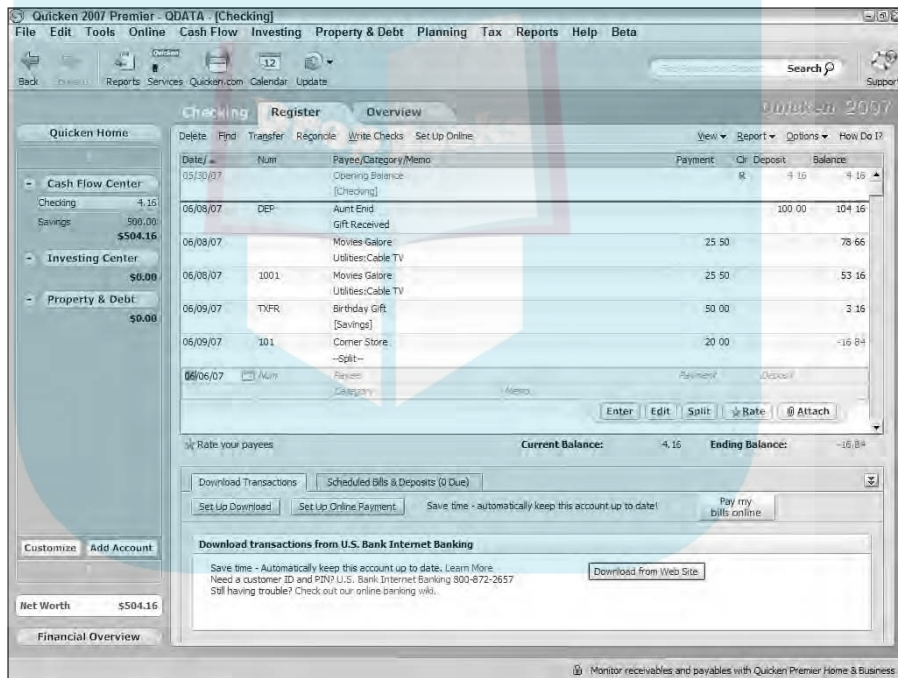 Quicken 2007 Premier - QDATA - [Checking]
File Edit Tools Online Cash Flow Investing Property & Debt Planning Tax Reports Help Beta
Back Reports Services Quicken.com Calendar Update Search Support
Checking Register Overview Quicken 2007
Quicken Home
Delete Find Transfer Reconcile Write Checks Set Up Online View Report Options How Do I?
Date/ Num Payee/Category/Memo Payment Clr Deposit Balance
05/30/07 Opening Balance R 4 16 4 16
[Checking]
06/08/07 DEP Aunt Enid 100 00 104 16
Gift Received
06/08/07 Movies Galore 25 50 78 66
Utilities:Cable TV
06/08/07 1001 Movies Galore 25 50 53 16
Utilities:Cable TV
06/09/07 TXFR Birthday Gift 50 00 3 16
[Savings]
06/09/07 101 Corner Store 20 00 -16 84
--Split--
06/06/07 Num Payee Payment Deposit
Category Memo
Enter Edit Split Rate Attach
Cash Flow Center
Checking 4.16
Savings 500.00
$504.16
Investing Center
$0.00
Property & Debt
$0.00
Rate your payees Current Balance: 4.16 Ending Balance: -16.84
Download Transactions Scheduled Bills & Deposits (0 Due)
Set Up Download Set Up Online Payment Save time - automatically keep this account up to date! Pay my
bills online
Download transactions from U.S. Bank Internet Banking
Save time - Automatically keep this account up to date. Learn More
Need a customer ID and PIN? U.S. Bank Internet Banking 800-872-2657
Still having trouble? Check out our online banking wiki.
Download from Web Site
Customize Add Account
Net Worth $504.16
Financial Overview
Monitor receivables and payables with Quicken Premier Home & Business